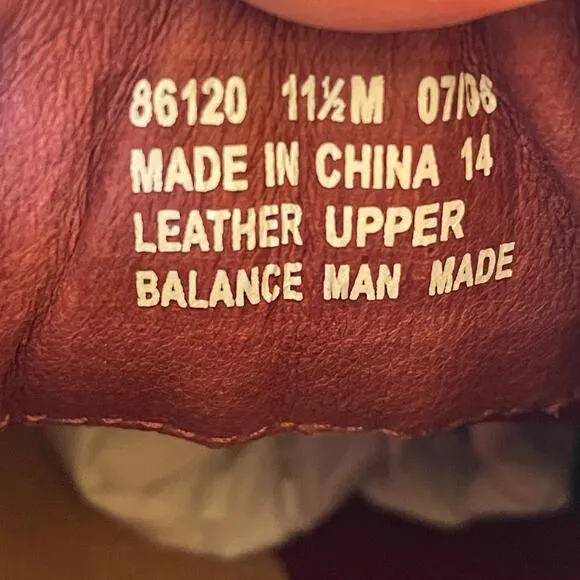 86120 11½M 07/08
MADE IN CHINA 14
LEATHER UPPER
BALANCE MAN MADE